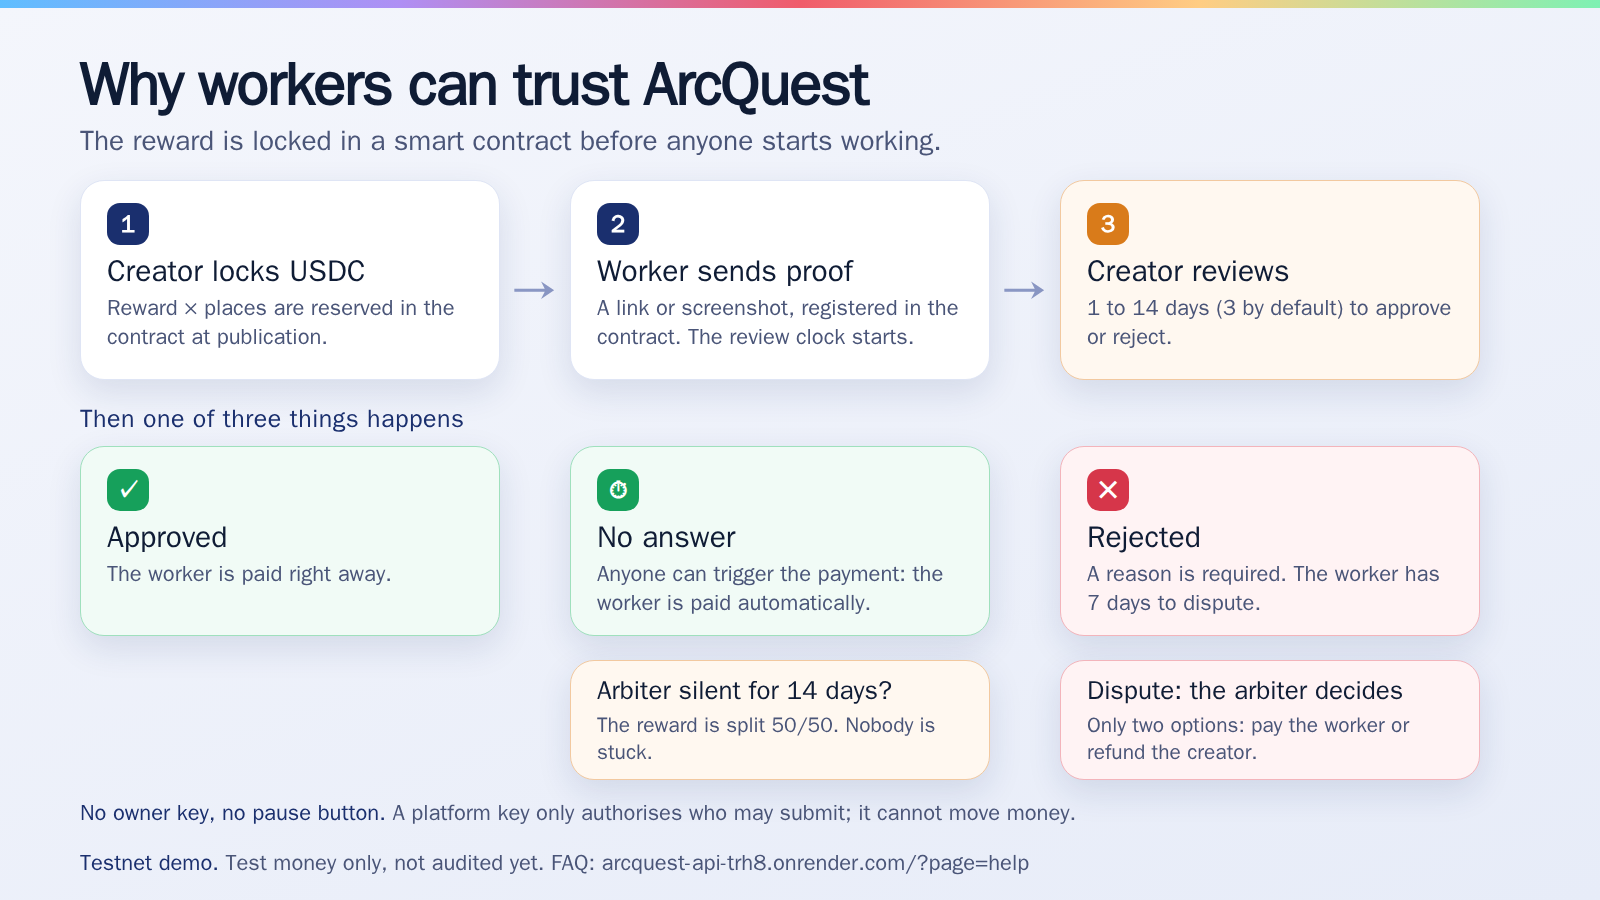 Why workers can trust ArcQuest
The reward is locked in a smart contract before anyone starts working.
1
Creator locks USDC
Reward × places are reserved in the
contract at publication.
2
Worker sends proof
A link or screenshot, registered in the
contract. The review clock starts.
3
Creator reviews
1 to 14 days (3 by default) to approve
or reject.
Then one of three things happens
✓
Approved
The worker is paid right away.
⏱
No answer
Anyone can trigger the payment: the
worker is paid automatically.
✕
Rejected
A reason is required. The worker has
7 days to dispute.
Arbiter silent for 14 days?
The reward is split 50/50. Nobody is
stuck.
Dispute: the arbiter decides
Only two options: pay the worker or
refund the creator.
No owner key, no pause button. A platform key only authorises who may submit; it cannot move money.
Testnet demo. Test money only, not audited yet. FAQ: arcquest-api-trh8.onrender.com/?page=help